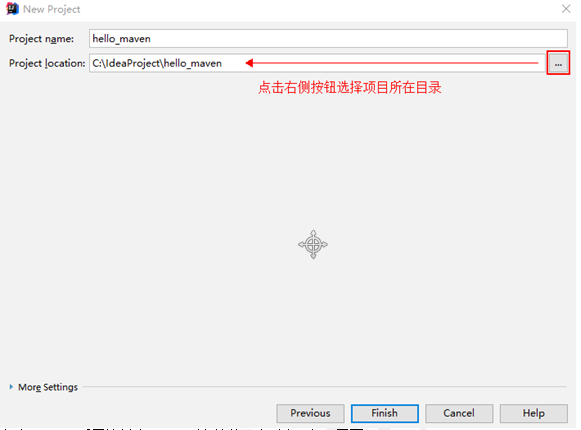 New Project
Project name: hello_maven
Project location: C:\IdeaProject\hello_maven ...
点击右侧按钮选择项目所在目录
More Settings
Previous Finish Cancel Help